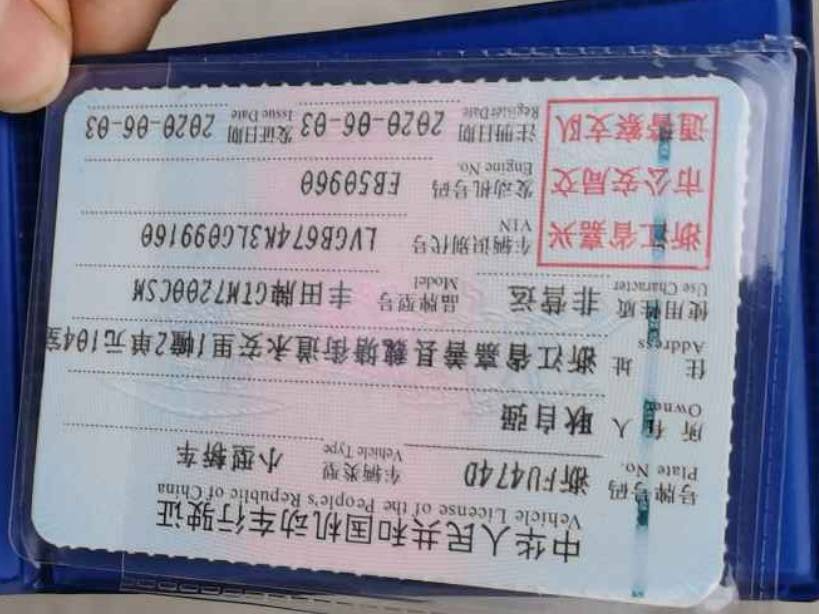 中华人民共和国机动车行驶证
Vehicle License of the People's Republic of China
号牌号码 浙FU474D 车辆类型 小型轿车
Plate No. Vehicle Type
所有人 耿自强
Owner
住址 浙江省嘉善县魏塘街道永安里1幢2单元104室
Address
使用性质 非营运 品牌型号 丰田牌GTM7200CSM
Use Character Model
浙江省嘉兴
市公安局交
通警察支队
车辆识别代号 LVGB674K3LG099160
VIN
发动机号码 EB50960
Engine No.
注册日期 2020-06-03 发证日期 2020-06-03
Register Date Issue Date